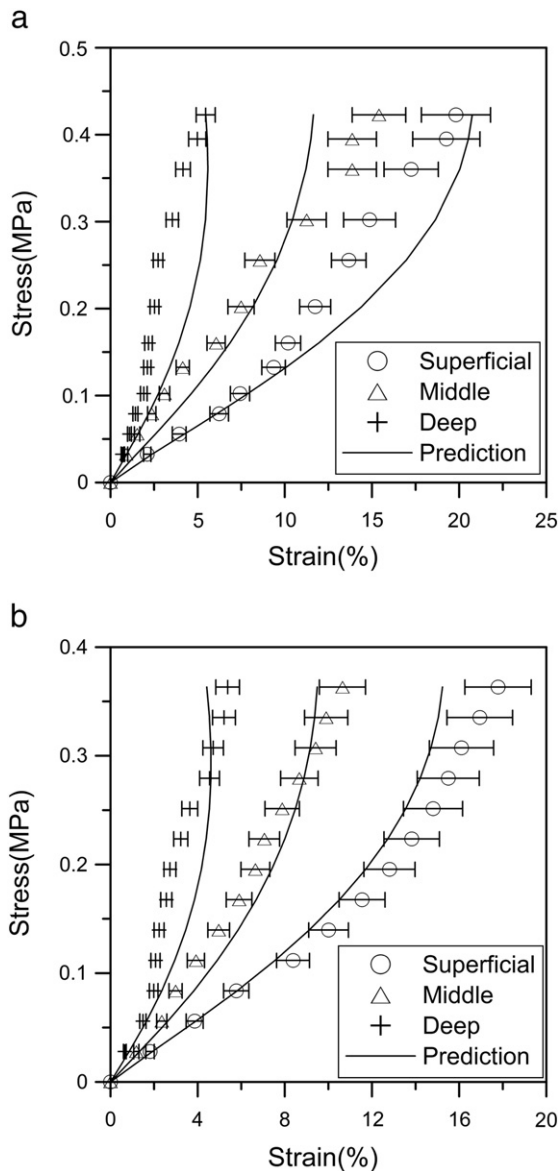 a
0.5
0.4
0.3
0.2
0.1
0
Stress(MPa)
Superficial
Middle
Deep
Prediction
0 5 10 15 20 25
Strain(%)
b
0.4
0.3
0.2
0.1
0
Stress(MPa)
Superficial
Middle
Deep
Prediction
0 4 8 12 16 20
Strain(%)